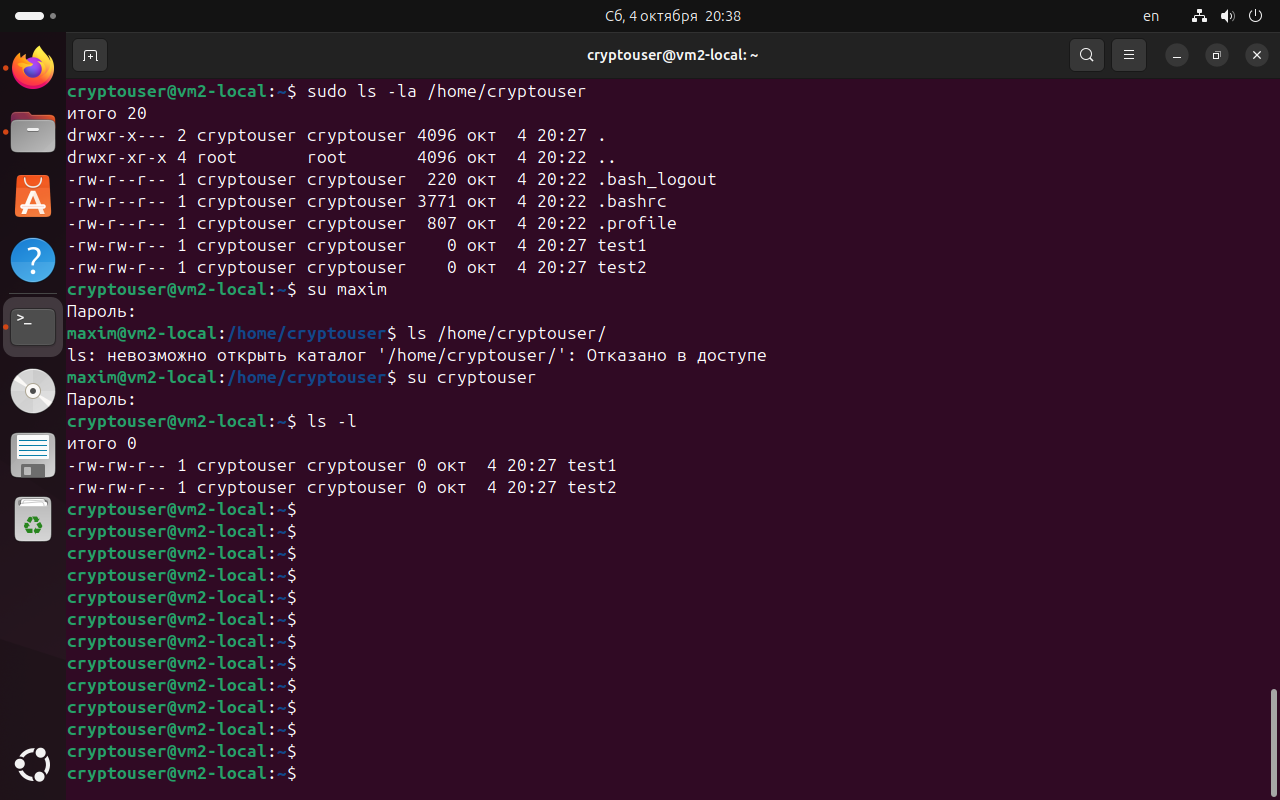 Сб, 4 октября 20:38
en
cryptouser@vm2-local: ~
cryptouser@vm2-local:~$ sudo ls -la /home/cryptouser
итого 20
drwxr-x--- 2 cryptouser cryptouser 4096 окт  4 20:27 .
drwxr-xr-x 4 root       root       4096 окт  4 20:22 ..
-rw-r--r-- 1 cryptouser cryptouser  220 окт  4 20:22 .bash_logout
-rw-r--r-- 1 cryptouser cryptouser 3771 окт  4 20:22 .bashrc
-rw-r--r-- 1 cryptouser cryptouser  807 окт  4 20:22 .profile
-rw-rw-r-- 1 cryptouser cryptouser    0 окт  4 20:27 test1
-rw-rw-r-- 1 cryptouser cryptouser    0 окт  4 20:27 test2
cryptouser@vm2-local:~$ su maxim
Пароль:
maxim@vm2-local:/home/cryptouser$ ls /home/cryptouser/
ls: невозможно открыть каталог '/home/cryptouser/': Отказано в доступе
maxim@vm2-local:/home/cryptouser$ su cryptouser
Пароль:
cryptouser@vm2-local:~$ ls -l
итого 0
-rw-rw-r-- 1 cryptouser cryptouser 0 окт  4 20:27 test1
-rw-rw-r-- 1 cryptouser cryptouser 0 окт  4 20:27 test2
cryptouser@vm2-local:~$
cryptouser@vm2-local:~$
cryptouser@vm2-local:~$
cryptouser@vm2-local:~$
cryptouser@vm2-local:~$
cryptouser@vm2-local:~$
cryptouser@vm2-local:~$
cryptouser@vm2-local:~$
cryptouser@vm2-local:~$
cryptouser@vm2-local:~$
cryptouser@vm2-local:~$
cryptouser@vm2-local:~$
cryptouser@vm2-local:~$